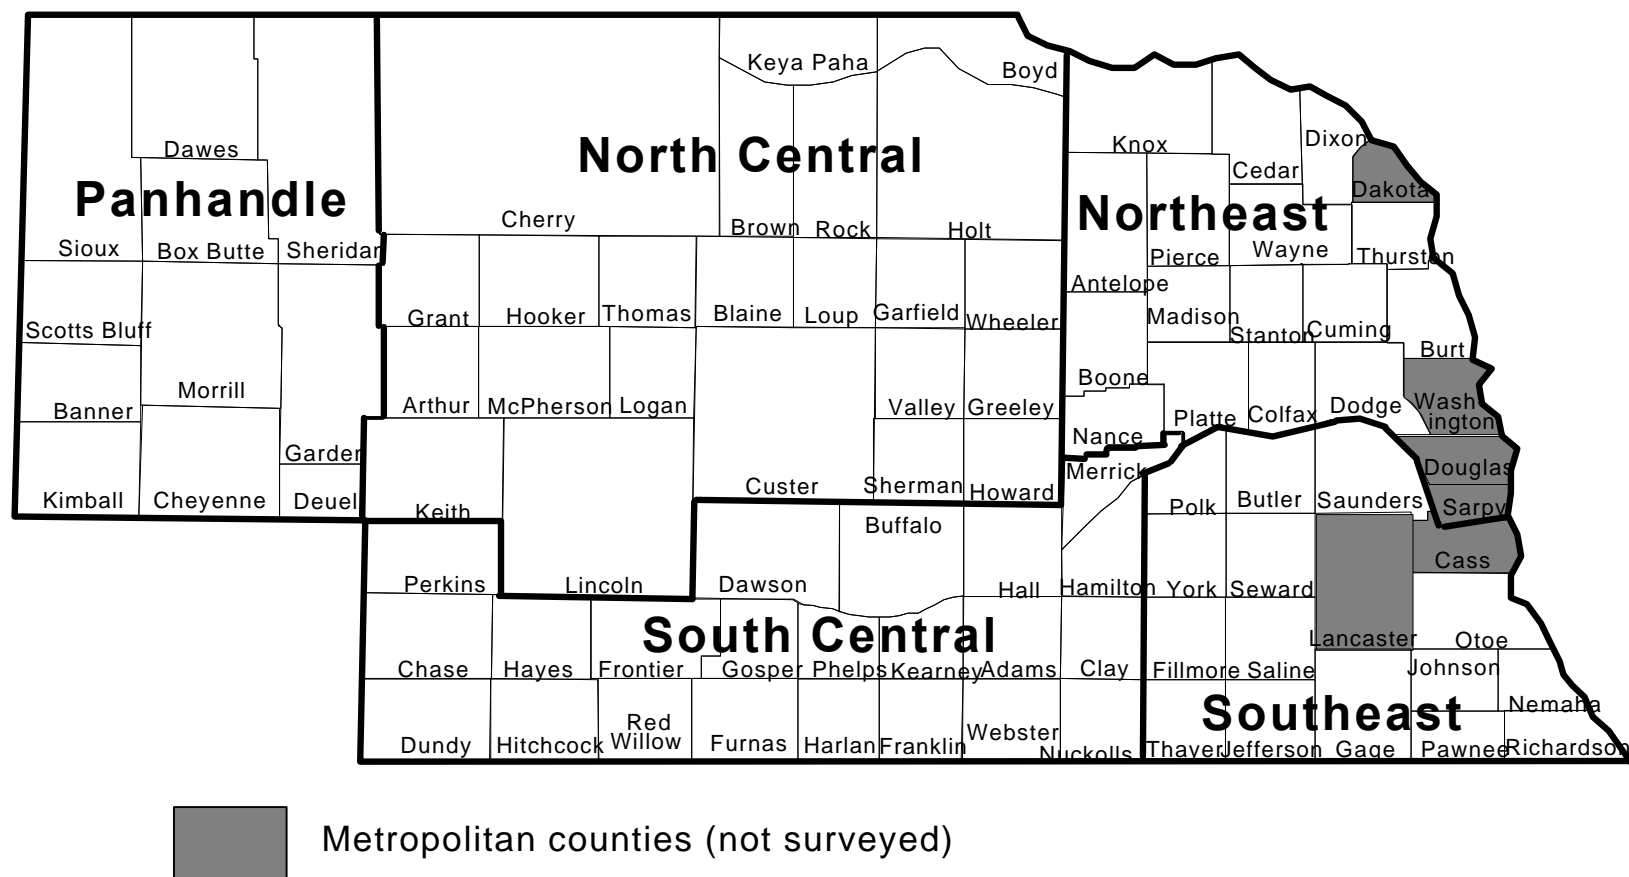 Keya Paha
Boyd
Dawes
North Central
Knox
Dixon
Cedar
Dakota
Panhandle
Northeast
Cherry
Brown
Rock
Holt
Sioux
Box Butte
Sheridan
Pierce
Wayne
Thurston
Antelope
Scotts Bluff
Grant
Hooker
Thomas
Blaine
Loup
Garfield
Wheeler
Madison
Stanton
Cuming
Burt
Banner
Morrill
Arthur
McPherson
Logan
Valley
Greeley
Boone
Platte
Colfax
Dodge
Wash
ington
Nance
Garden
Merrick
Douglas
Kimball
Cheyenne
Deuel
Keith
Custer
Sherman
Howard
Polk
Butler
Saunders
Sarpy
Buffalo
Cass
Perkins
Lincoln
Dawson
Hall
Hamilton
York
Seward
South Central
Lancaster
Otoe
Chase
Hayes
Frontier
Gosper
Phelps
Kearney
Adams
Clay
Fillmore
Saline
Johnson
Southeast
Nemaha
Dundy
Hitchcock
Red
Willow
Furnas
Harlan
Franklin
Webster
Nuckolls
Thayer
Jefferson
Gage
Pawnee
Richardson
Metropolitan counties (not surveyed)